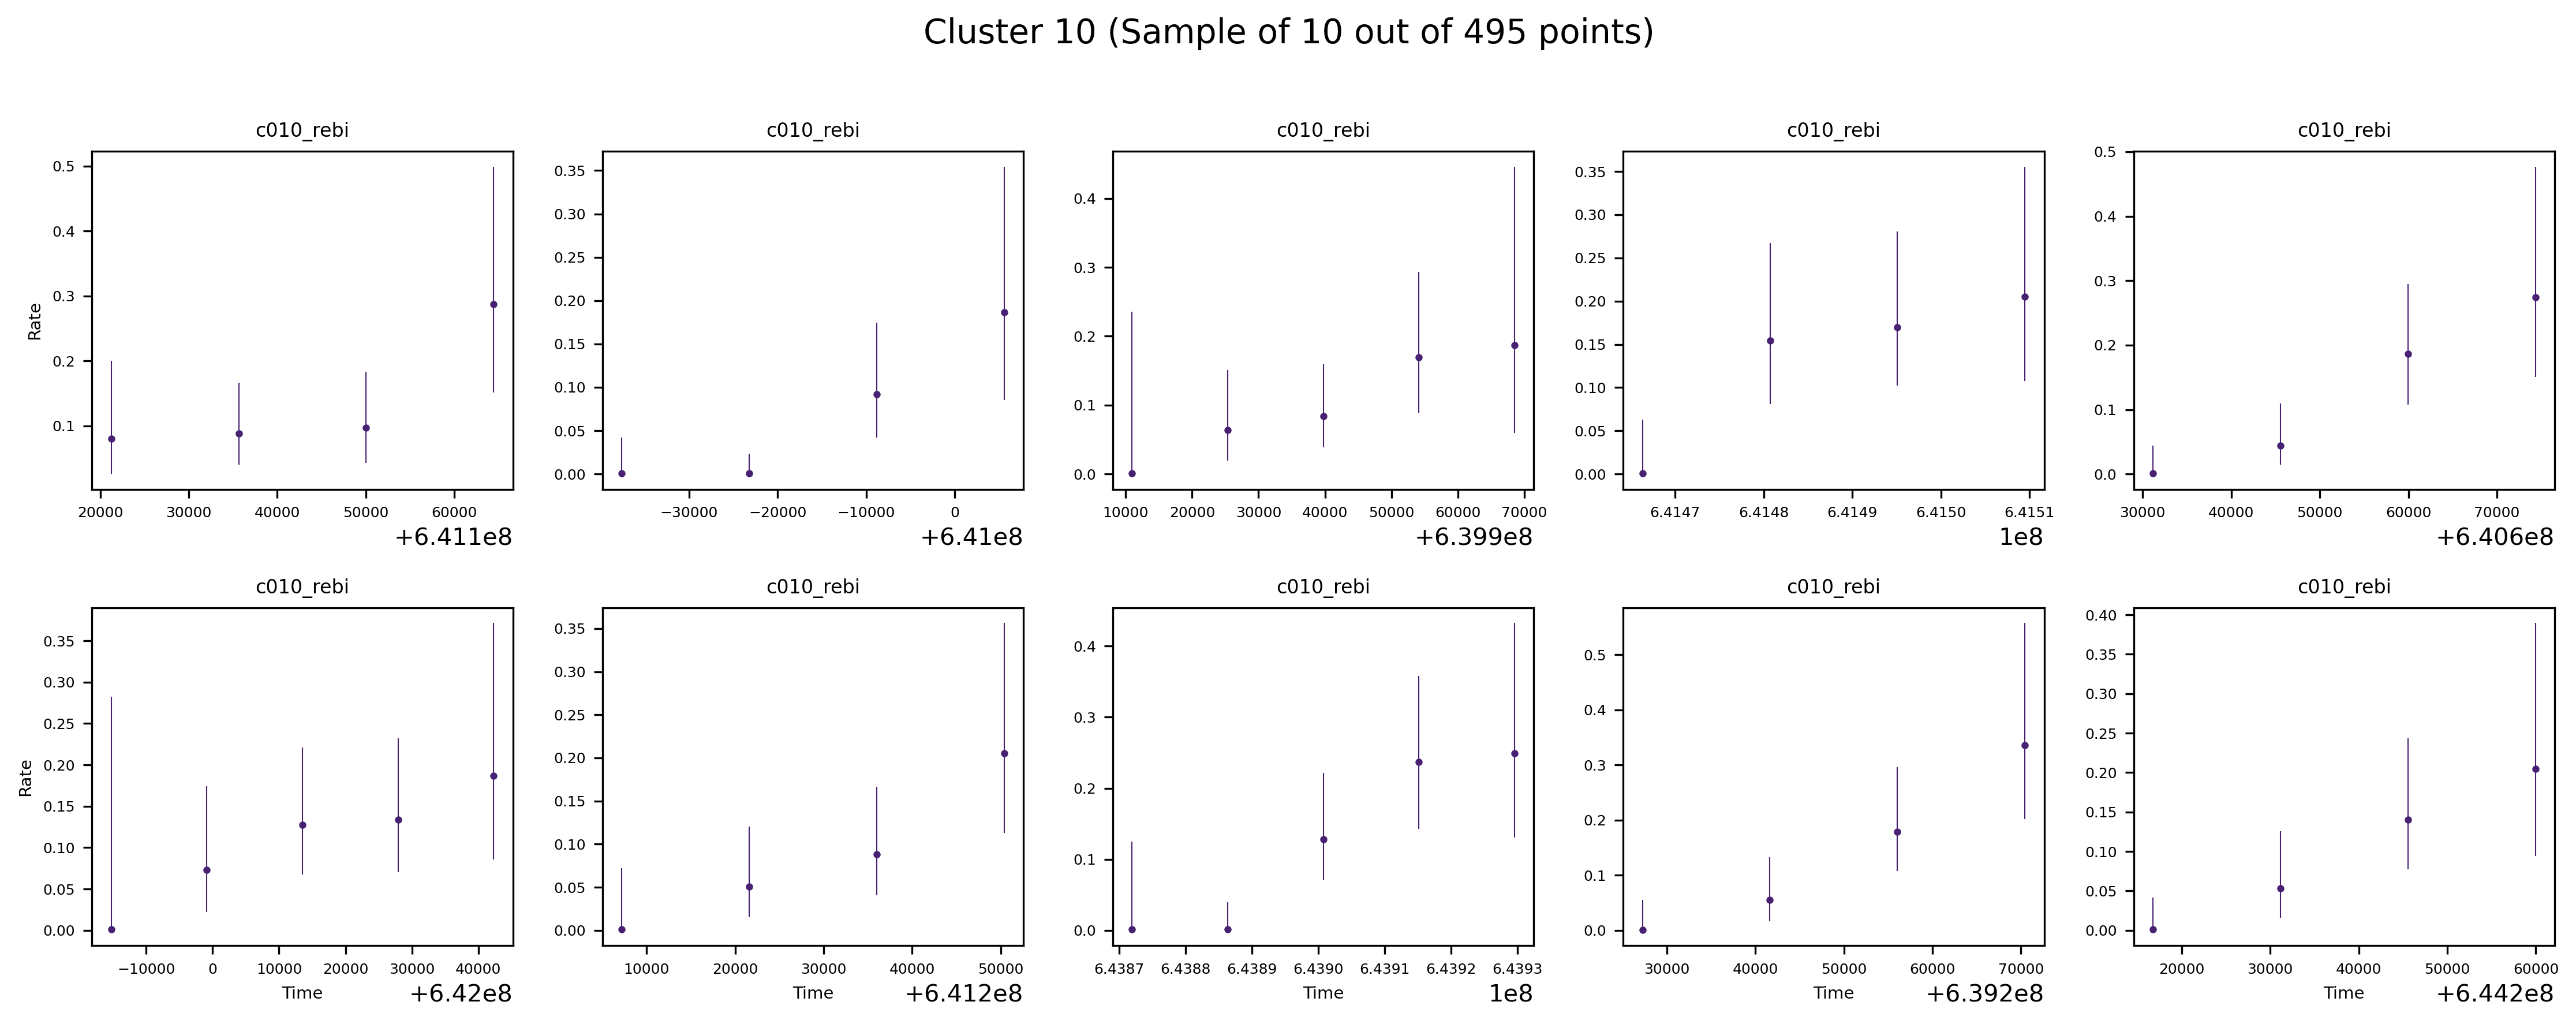 Cluster 10 (Sample of 10 out of 495 points)
c010_rebi c010_rebi c010_rebi c010_rebi c010_rebi
Rate
0.5
0.4
0.3
0.2
0.1
20000 30000 40000 50000 60000
+6.411e8
0.35
0.30
0.25
0.20
0.15
0.10
0.05
0.00
−30000 −20000 −10000 0
+6.41e8
0.4
0.3
0.2
0.1
0.0
10000 20000 30000 40000 50000 60000 70000
+6.399e8
0.35
0.30
0.25
0.20
0.15
0.10
0.05
0.00
6.4147 6.4148 6.4149 6.4150 6.4151
1e8
0.5
0.4
0.3
0.2
0.1
0.0
30000 40000 50000 60000 70000
+6.406e8
c010_rebi c010_rebi c010_rebi c010_rebi c010_rebi
Rate
0.35
0.30
0.25
0.20
0.15
0.10
0.05
0.00
−10000 0 10000 20000 30000 40000
Time +6.42e8
0.35
0.30
0.25
0.20
0.15
0.10
0.05
0.00
10000 20000 30000 40000 50000
Time +6.412e8
0.4
0.3
0.2
0.1
0.0
6.4387 6.4388 6.4389 6.4390 6.4391 6.4392 6.4393
Time 1e8
0.5
0.4
0.3
0.2
0.1
0.0
30000 40000 50000 60000 70000
Time +6.392e8
0.40
0.35
0.30
0.25
0.20
0.15
0.10
0.05
0.00
20000 30000 40000 50000 60000
Time +6.442e8